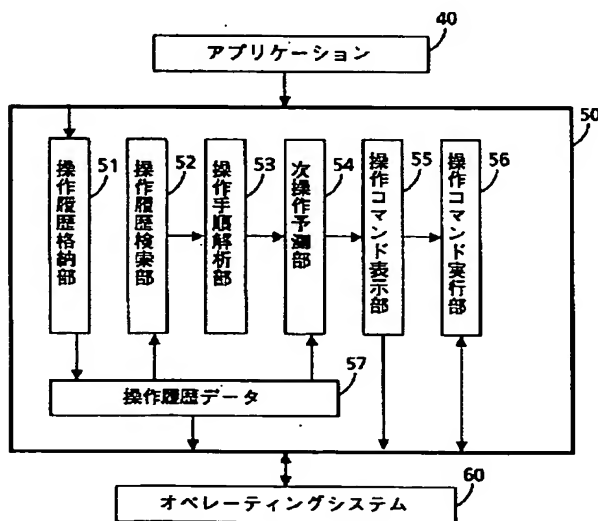 40
アプリケーション
50
操作履歴格納部
51
操作履歴検索部
52
操作手順解析部
53
次操作予測部
54
操作コマンド表示部
55
操作コマンド実行部
56
57
操作履歴データ
60
オペレーティングシステム